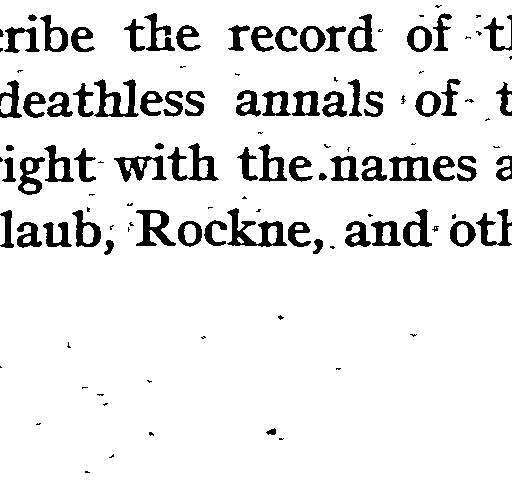 cribe the record of th
deathless annals of t
right with the names a
laub, Rockne, and oth